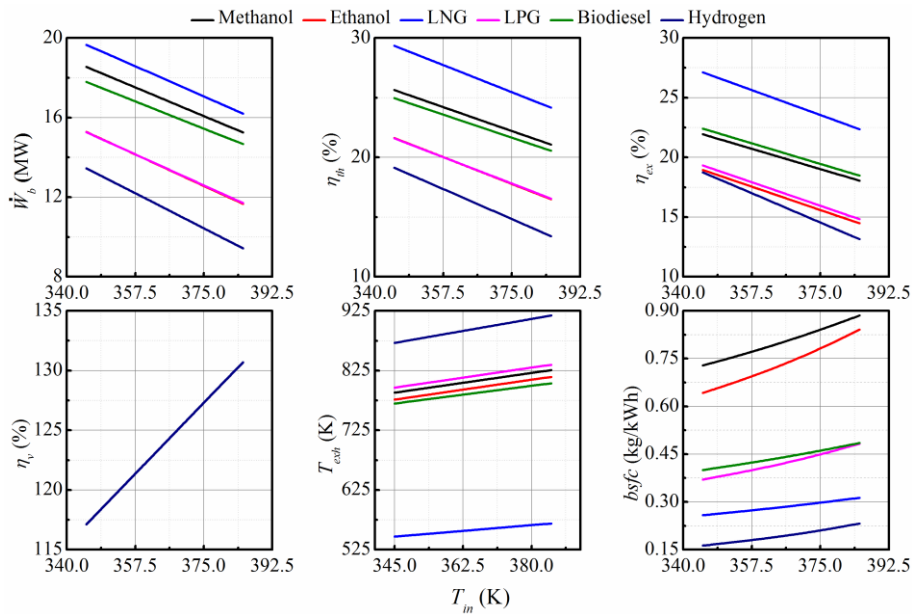 Methanol Ethanol LNG LPG Biodiesel Hydrogen
20
16
12
8
Ẇb (MW)
340.0 357.5 375.0 392.5
30
20
10
ηth (%)
340.0 357.5 375.0 392.5
30
25
20
15
10
ηex (%)
340.0 357.5 375.0 392.5
135
130
125
120
115
ηv (%)
340.0 357.5 375.0 392.5
925
825
725
625
525
Texh (K)
345.0 362.5 380.0
0.90
0.75
0.60
0.45
0.30
0.15
bsfc (kg/kWh)
340.0 357.5 375.0 392.5
Tin (K)